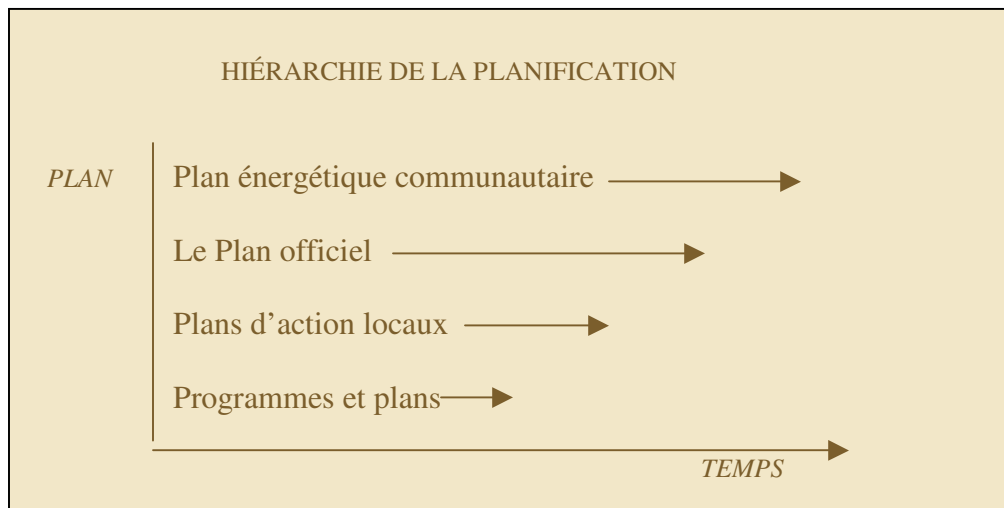 HIÉRARCHIE DE LA PLANIFICATION
PLAN
Plan énergétique communautaire
Le Plan officiel
Plans d’action locaux
Programmes et plans
TEMPS